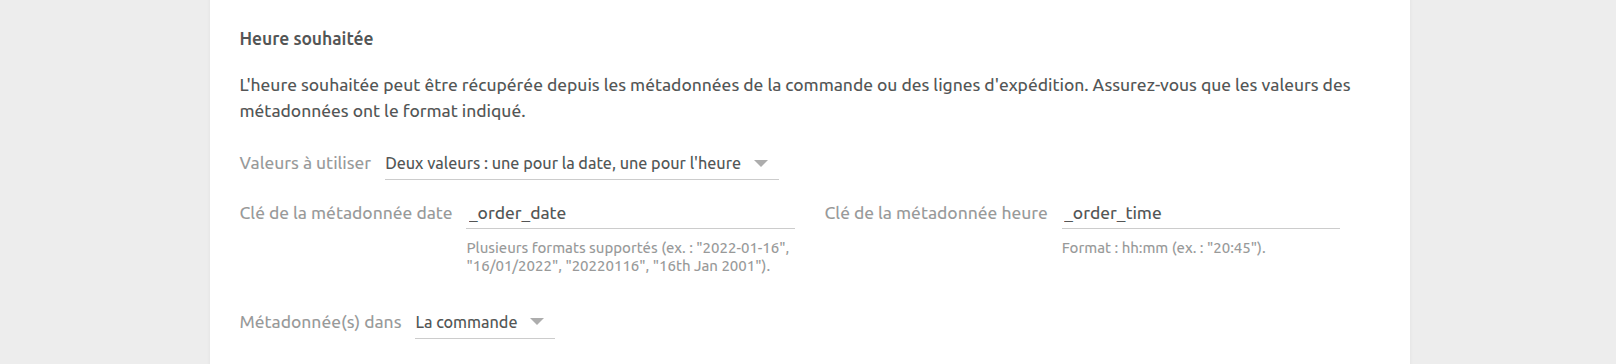 Heure souhaitée
L'heure souhaitée peut être récupérée depuis les métadonnées de la commande ou des lignes d'expédition. Assurez-vous que les valeurs des
métadonnées ont le format indiqué.
Valeurs à utiliser Deux valeurs : une pour la date, une pour l'heure
Clé de la métadonnée date _order_date Clé de la métadonnée heure _order_time
Plusieurs formats supportés (ex. : "2022-01-16", Format : hh:mm (ex. : "20:45").
"16/01/2022", "20220116", "16th Jan 2001").
Métadonnée(s) dans La commande